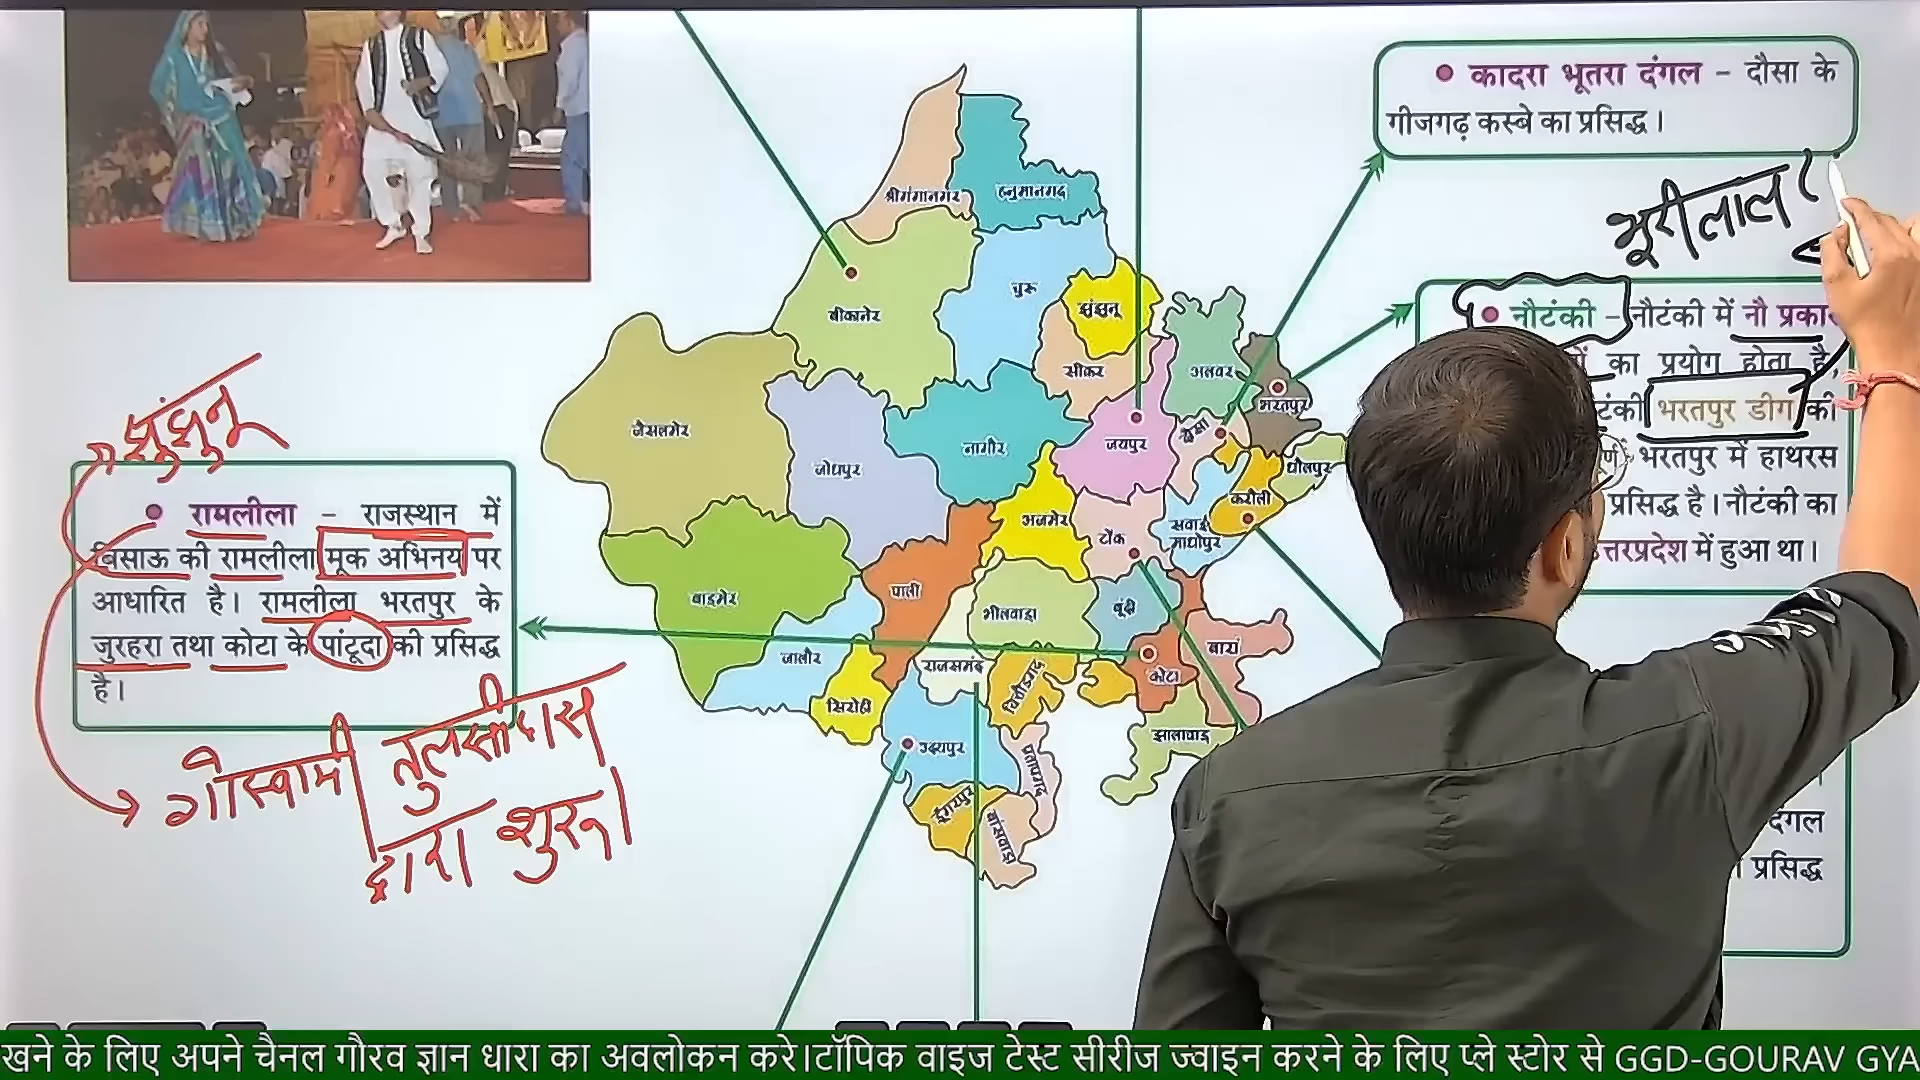 कादरा भूतरा दंगल – दौसा के
गीजगढ़ कस्बे का प्रसिद्ध।
भूरीलाल
नौटंकी – नौटंकी में नौ प्रकार
का प्रयोग होता है,
भरतपुर डीग की
भरतपुर में हाथरस
प्रसिद्ध है। नौटंकी का
में हुआ था।
दंगल
प्रसिद्ध
झुंझुनू
रामलीला – राजस्थान में
बिसाऊ की रामलीला मूक अभिनय पर
आधारित है। रामलीला भरतपुर के
जुरहरा तथा कोटा के पांटूदा की प्रसिद्ध
है।
गोस्वामी तुलसीदास
द्वारा शुरू
श्रीगंगानगर
हनुमानगढ़
बीकानेर
चुरू
झुंझुनू
सीकर
अलवर
भरतपुर
जैसलमेर
जोधपुर
नागौर
जयपुर
दौसा
धौलपुर
करौली
अजमेर
टोंक
सवाई
माधोपुर
बाड़मेर
पाली
भीलवाड़ा
बूंदी
जालौर
राजसमंद
चित्तौड़गढ़
कोटा
बारां
सिरोही
उदयपुर
झालावाड़
प्रतापगढ़
डूंगरपुर
बांसवाड़ा
खने के लिए अपने चैनल गौरव ज्ञान धारा का अवलोकन करे।टॉपिक वाइज टेस्ट सीरीज ज्वाइन करने के लिए प्ले स्टोर से GGD-GOURAV GYA